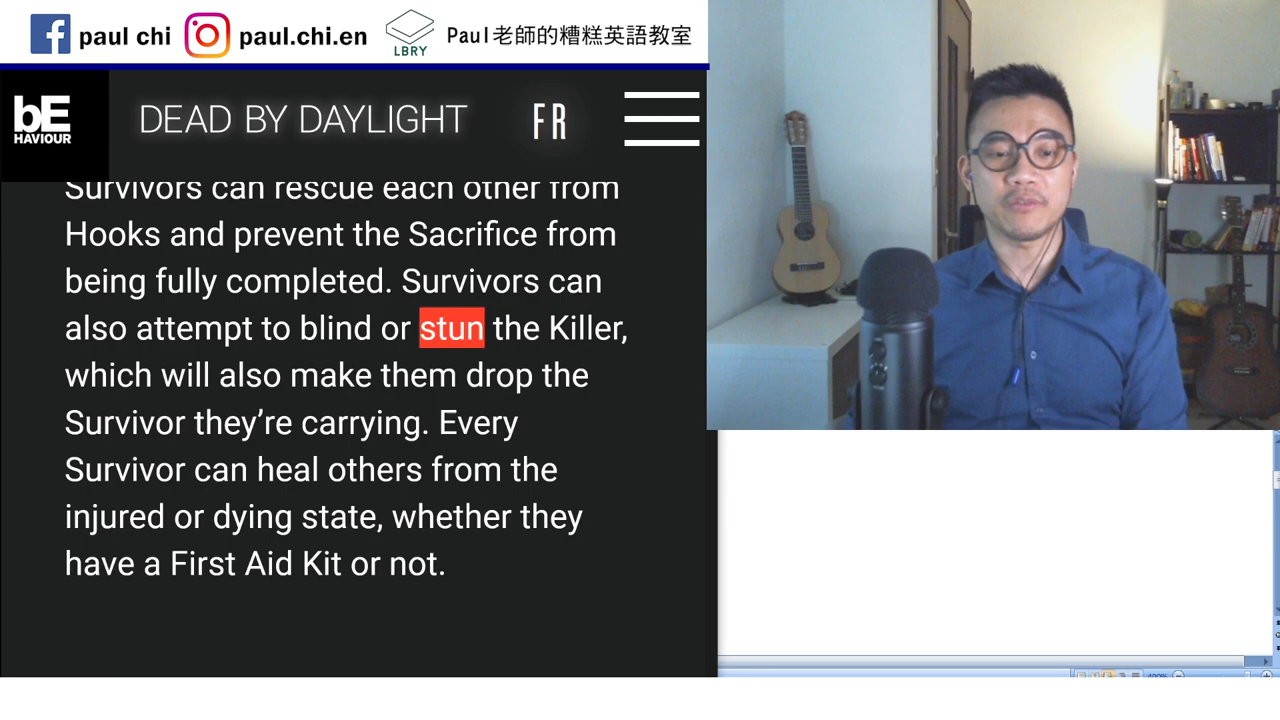 paul chi
paul.chi.en
LBRY
Paul老師的糟糕英語教室
bE
HAVIOUR
DEAD BY DAYLIGHT
FR
Survivors can rescue each other from
Hooks and prevent the Sacrifice from
being fully completed. Survivors can
also attempt to blind or stun the Killer,
which will also make them drop the
Survivor they’re carrying. Every
Survivor can heal others from the
injured or dying state, whether they
have a First Aid Kit or not.